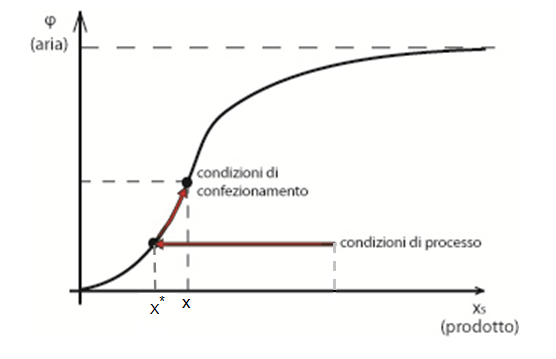 φ
(aria)
condizioni di
confezionamento
condizioni di processo
x* x
xs
(prodotto)